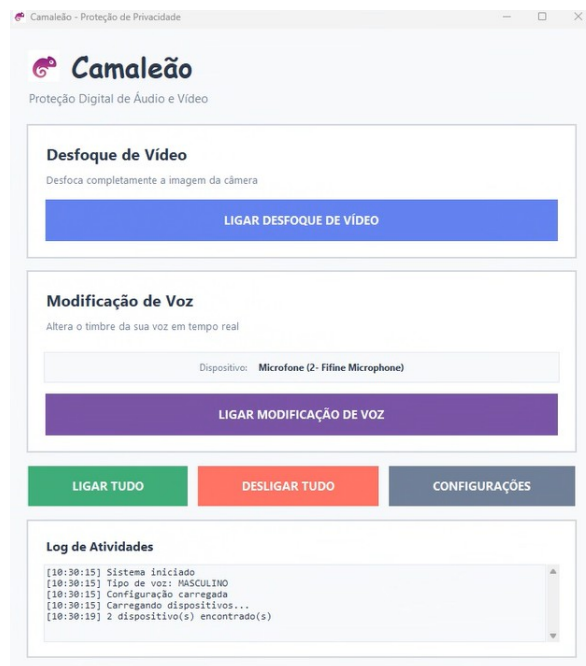 Camaleão - Proteção de Privacidade
Camaleão
Proteção Digital de Áudio e Vídeo
Desfoque de Vídeo
Desfoca completamente a imagem da câmera
LIGAR DESFOQUE DE VÍDEO
Modificação de Voz
Altera o timbre da sua voz em tempo real
Dispositivo: Microfone (2- Fifine Microphone)
LIGAR MODIFICAÇÃO DE VOZ
LIGAR TUDO DESLIGAR TUDO CONFIGURAÇÕES
Log de Atividades
[10:30:15] Sistema iniciado
[10:30:15] Tipo de voz: MASCULINO
[10:30:15] Configuração carregada
[10:30:15] Carregando dispositivos...
[10:30:19] 2 dispositivo(s) encontrado(s)